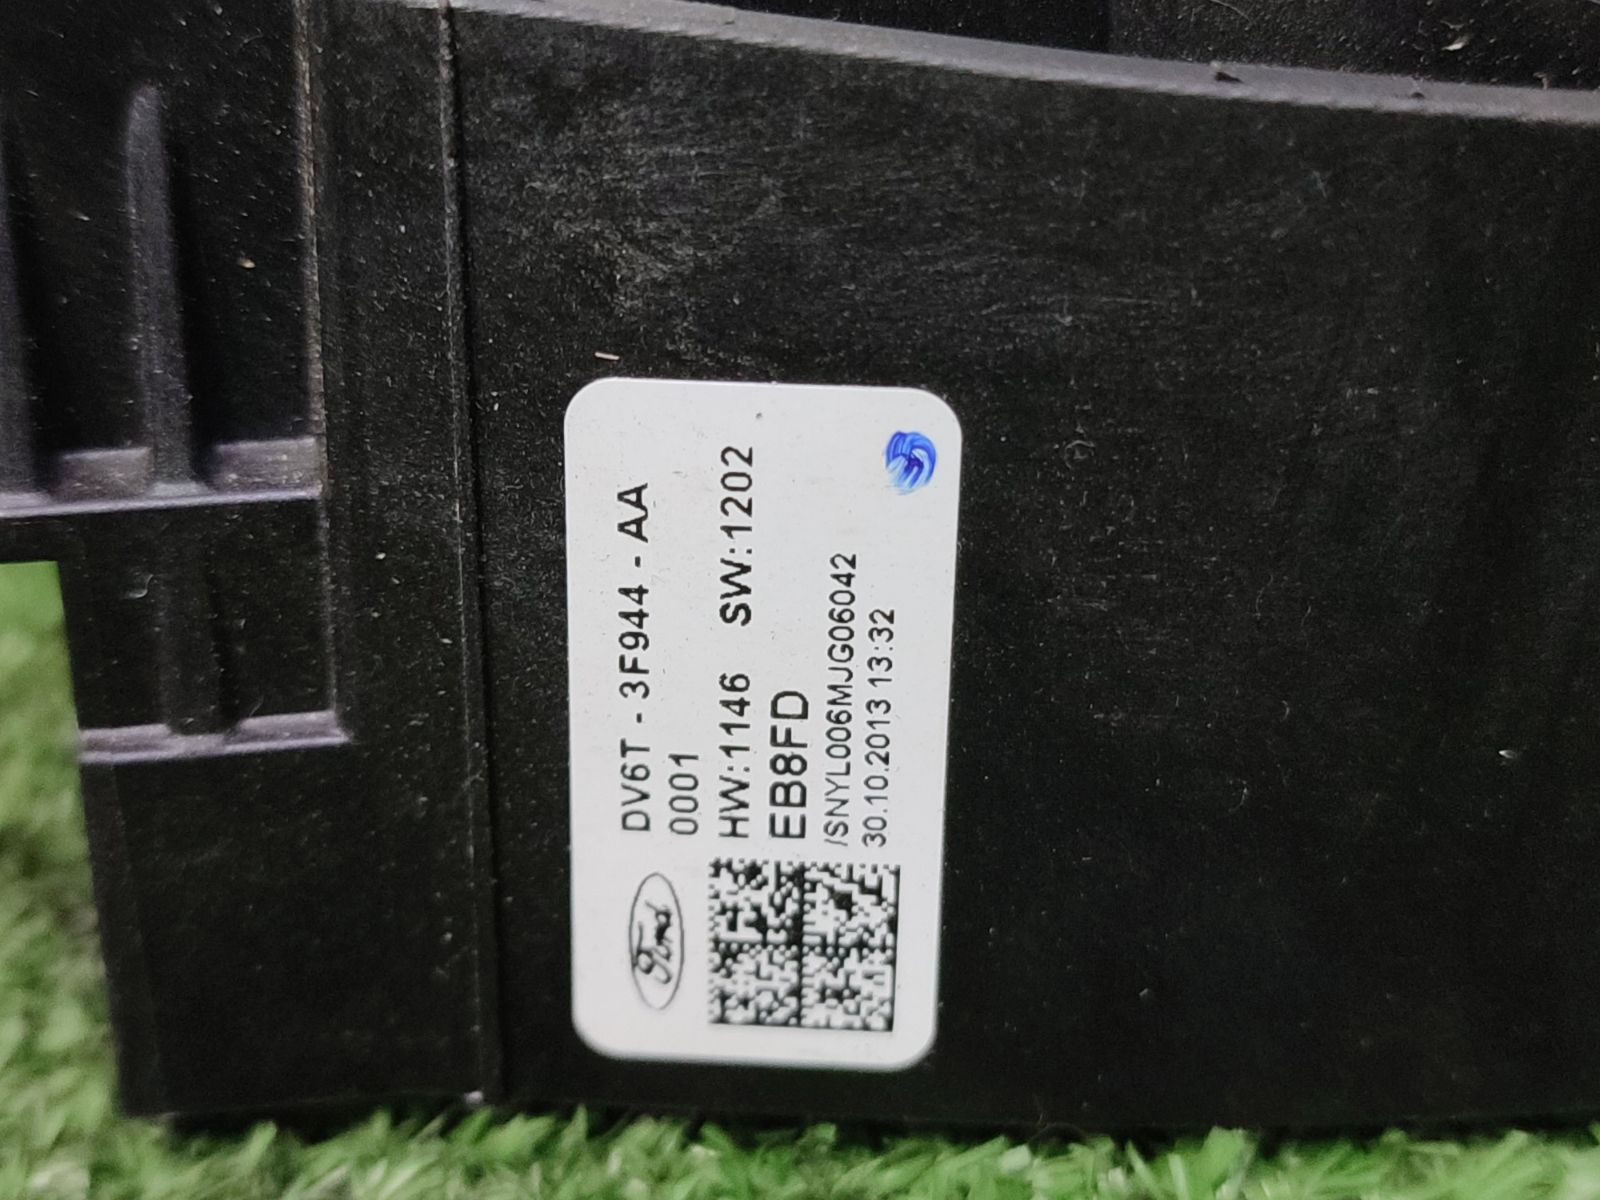 Ford
DV6T - 3F944 - AA
0001
HW:1146 SW:1202
EB8FD
/SNYL006MJG06042
30.10.2013 13:32